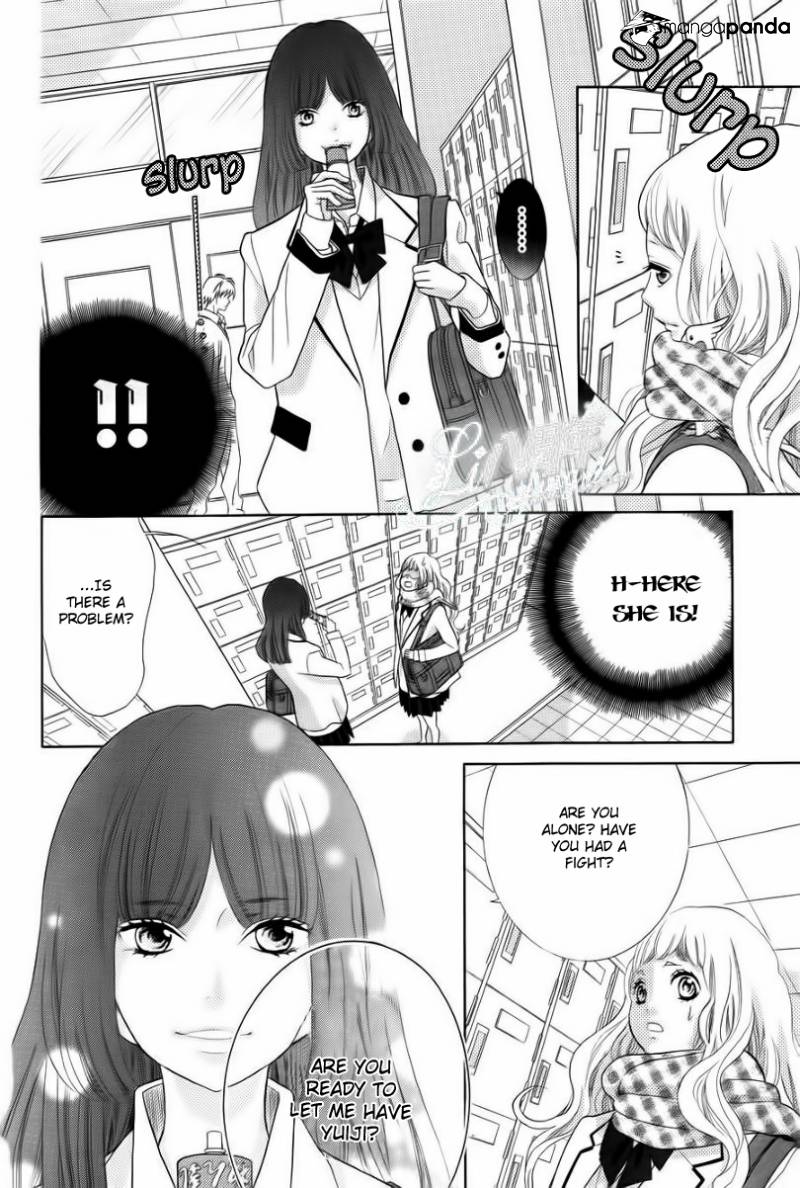 mangapanda
Slurp
Slurp
!!
H-HERE
SHE IS!
...IS
THERE A
PROBLEM?
ARE YOU
ALONE? HAVE
YOU HAD A
FIGHT?
ARE YOU
READY TO
LET ME HAVE
YUIJI?